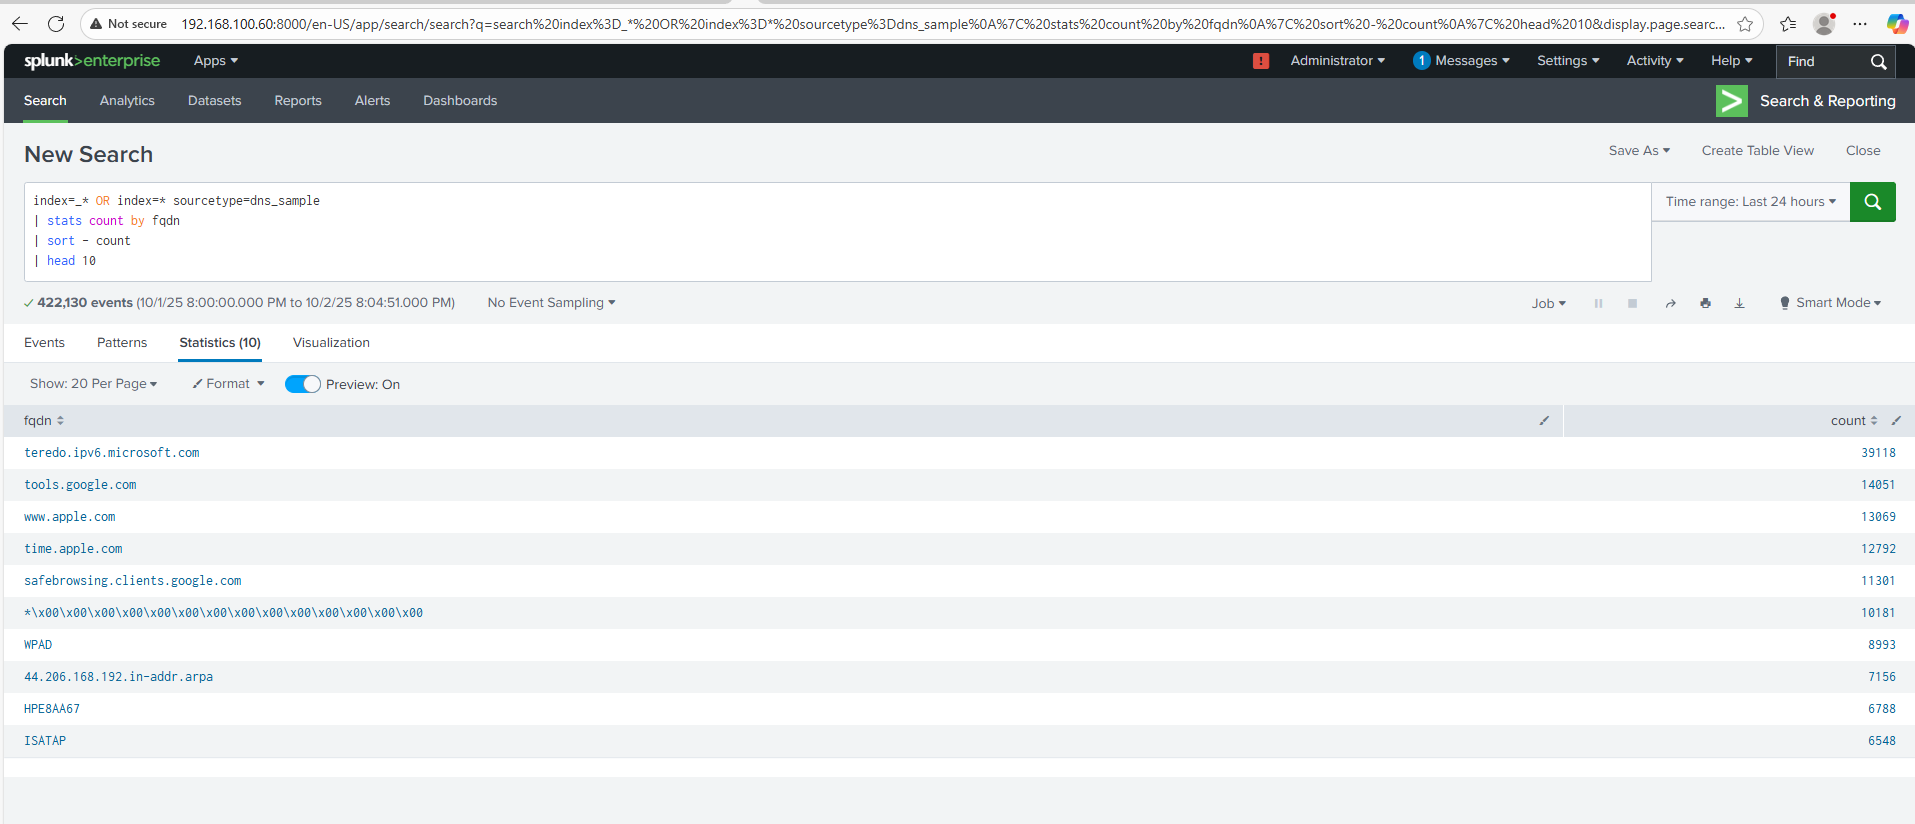 Not secure 192.168.100.60:8000/en-US/app/search/search?q=search%20index%3D_*%20OR%20index%3D*%20sourcetype%3Ddns_sample%0A%7C%20stats%20count%20by%20fqdn%0A%7C%20sort%20-%20count%0A%7C%20head%2010&display.page.searc...
splunk>enterprise Apps ! Administrator 1 Messages Settings Activity Help Find
Search Analytics Datasets Reports Alerts Dashboards > Search & Reporting
New Search Save As Create Table View Close
index=_* OR index=* sourcetype=dns_sample Time range: Last 24 hours
| stats count by fqdn
| sort - count
| head 10
422,130 events (10/1/25 8:00:00.000 PM to 10/2/25 8:04:51.000 PM) No Event Sampling Job Smart Mode
Events Patterns Statistics (10) Visualization
Show: 20 Per Page Format Preview: On
fqdn count
teredo.ipv6.microsoft.com 39118
tools.google.com 14051
www.apple.com 13069
time.apple.com 12792
safebrowsing.clients.google.com 11301
*\x00\x00\x00\x00\x00\x00\x00\x00\x00\x00\x00\x00\x00\x00 10181
WPAD 8993
44.206.168.192.in-addr.arpa 7156
HPE8AA67 6788
ISATAP 6548